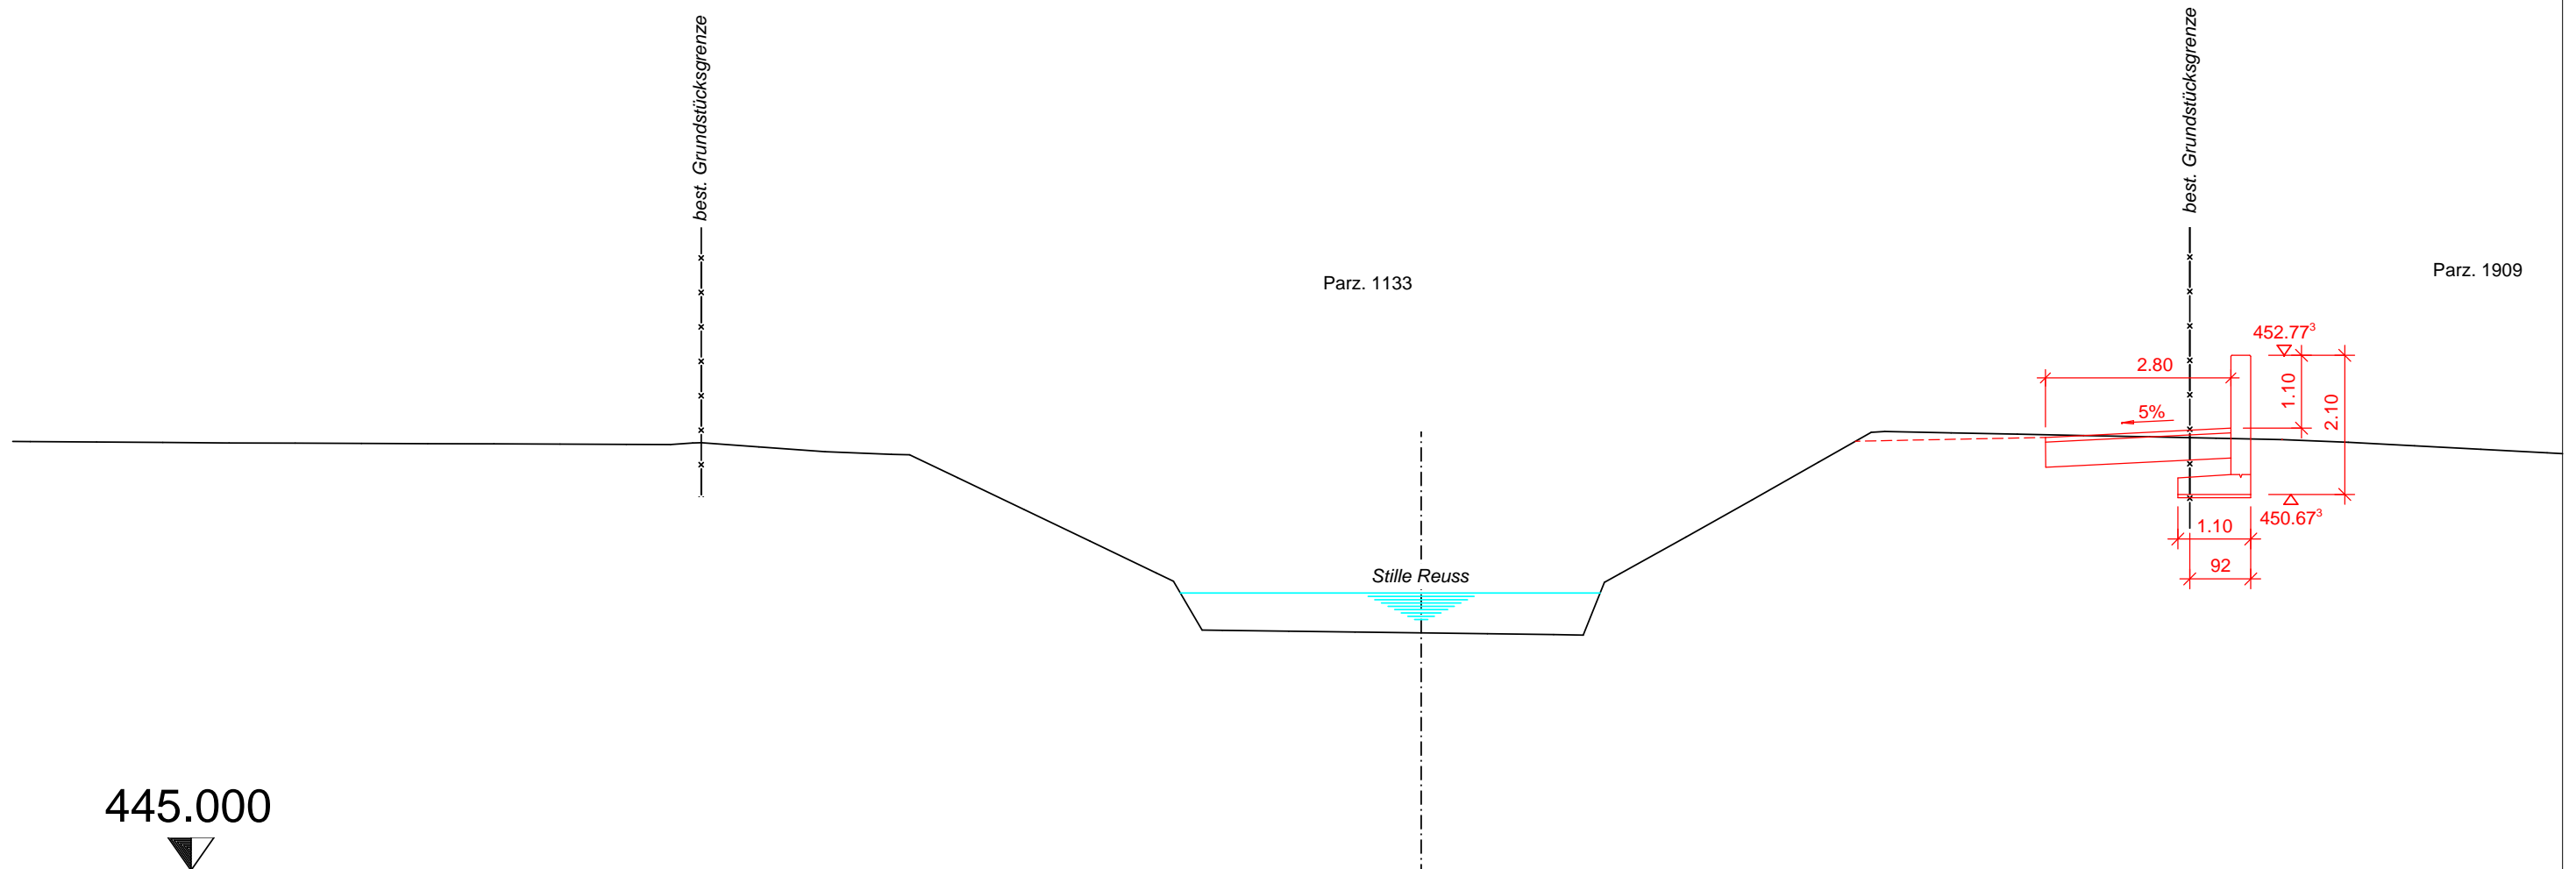 best. Grundstücksgrenze
best. Grundstücksgrenze
Parz. 1133
Parz. 1909
452.77³
2.80
1.10
2.10
5%
450.67³
1.10
92
Stille Reuss
445.000